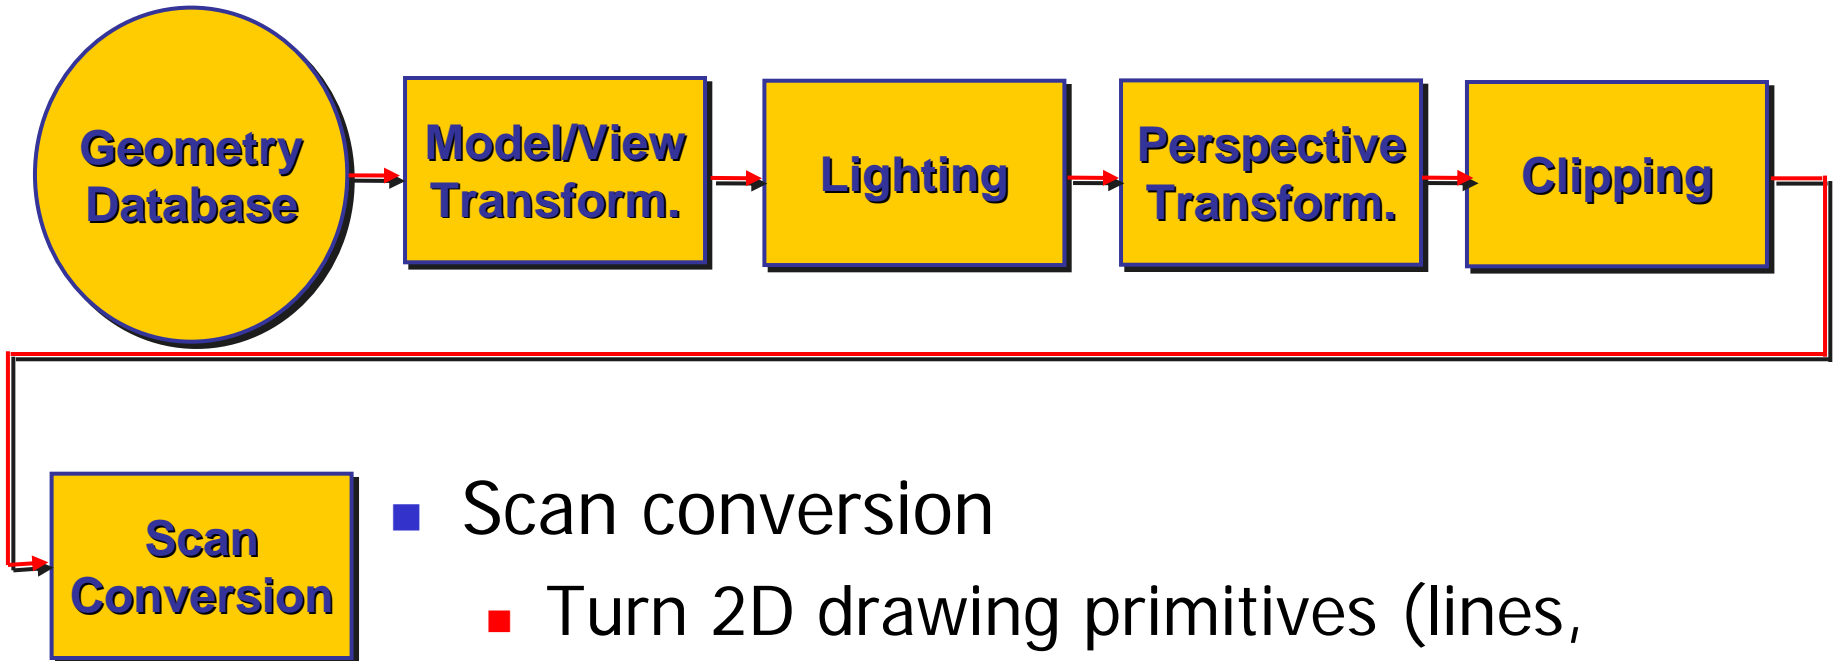 Geometry
Database
Model/View
Transform.
Lighting
Perspective
Transform.
Clipping
Scan
Conversion
Scan conversion
Turn 2D drawing primitives (lines,